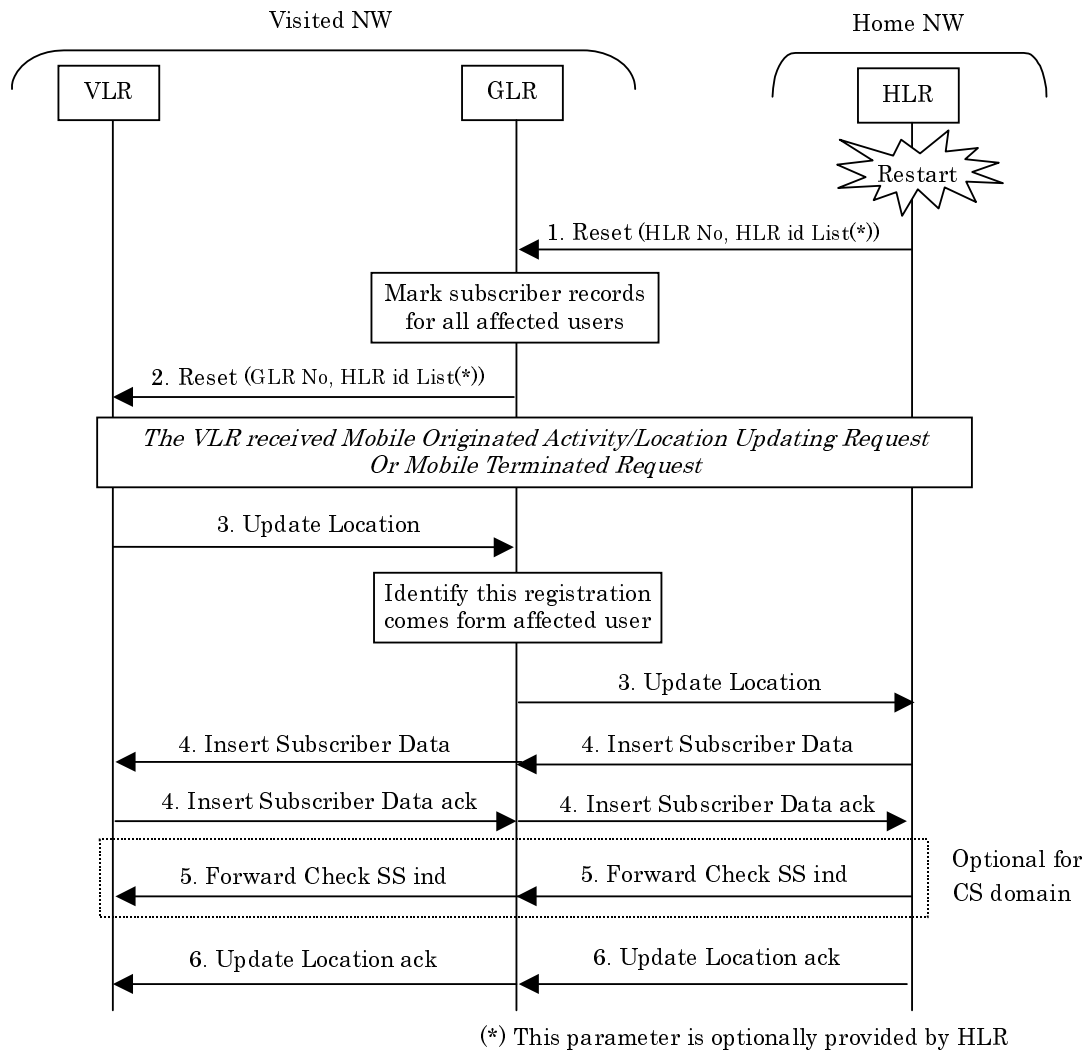 Visited NW
Home NW
VLR
GLR
HLR
Restart
1. Reset (HLR No, HLR id List(*))
Mark subscriber records
for all affected users
2. Reset (GLR No, HLR id List(*))
The VLR received Mobile Originated Activity/Location Updating Request
Or Mobile Terminated Request
3. Update Location
Identify this registration
comes form affected user
3. Update Location
4. Insert Subscriber Data
4. Insert Subscriber Data
4. Insert Subscriber Data ack
4. Insert Subscriber Data ack
5. Forward Check SS ind
5. Forward Check SS ind
Optional for
CS domain
6. Update Location ack
6. Update Location ack
(*) This parameter is optionally provided by HLR